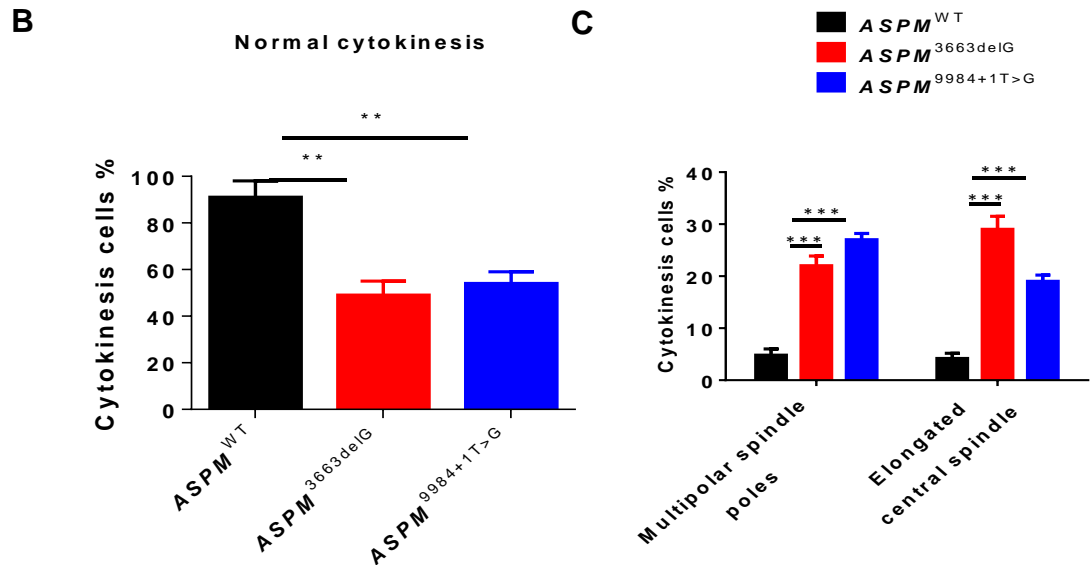 B
Normal cytokinesis
**
**
Cytokinesis cells %
100
80
60
40
20
0
ASPM^WT
ASPM^3663delG
ASPM^9984+1T>G
C
ASPM^WT
ASPM^3663delG
ASPM^9984+1T>G
Cytokinesis cells %
40
30
20
10
0
***
***
***
***
Multipolar spindle
poles
Elongated
central spindle